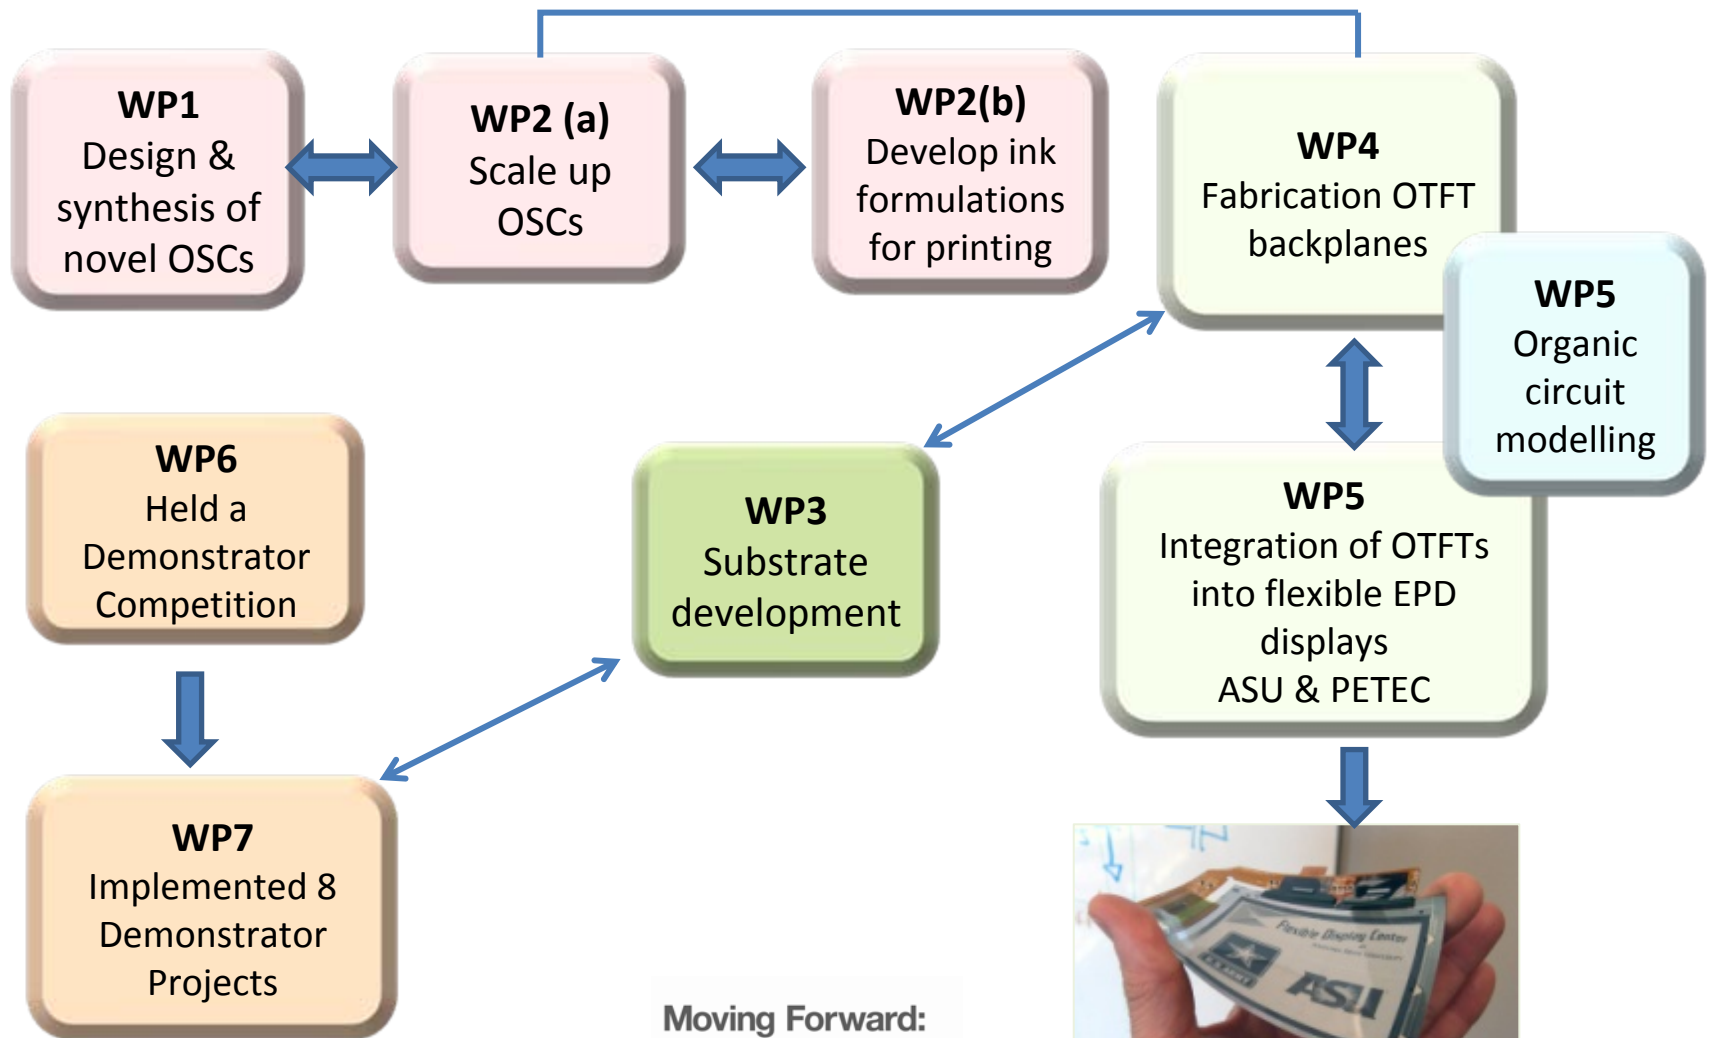 WP1
Design &
synthesis of
novel OSCs
WP2 (a)
Scale up
OSCs
WP2(b)
Develop ink
formulations
for printing
WP4
Fabrication OTFT
backplanes
WP5
Organic
circuit
modelling
WP6
Held a
Demonstrator
Competition
WP3
Substrate
development
WP5
Integration of OTFTs
into flexible EPD
displays
ASU & PETEC
WP7
Implemented 8
Demonstrator
Projects
Moving Forward:
Flexible Display Center
ASU